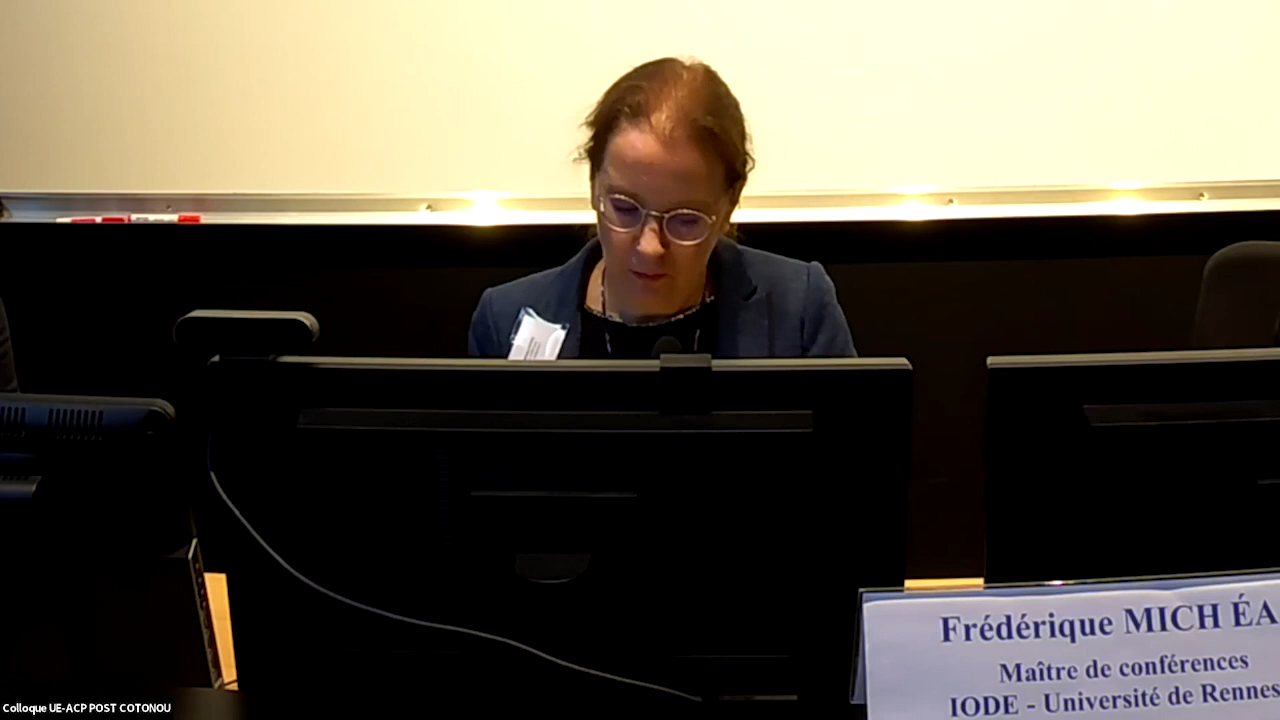 Frédérique MICH ÉA
Maître de conférences
IODE - Université de Rennes
Colloque UE-ACP POST COTONOU